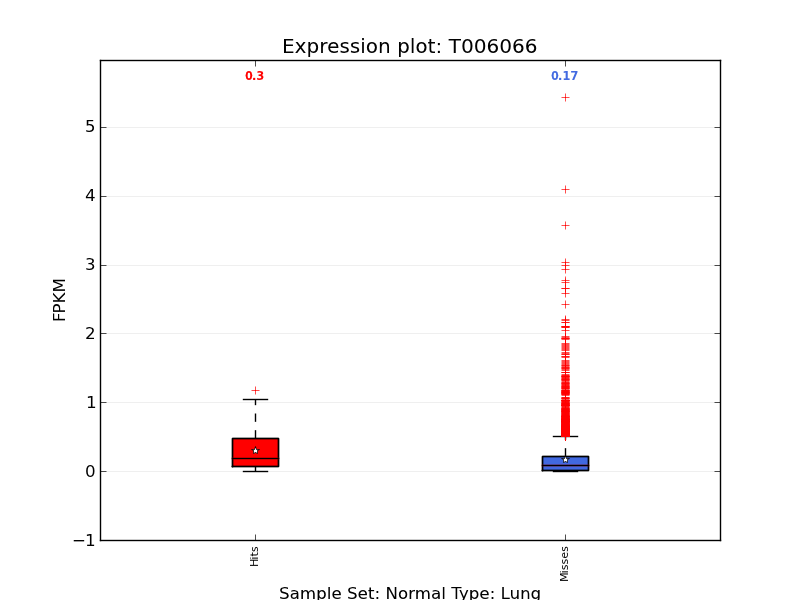 Expression plot: T006066
0.3
0.17
5
4
3
2
1
0
−1
FPKM
Hits
Misses
Sample Set: Normal Type: Lung